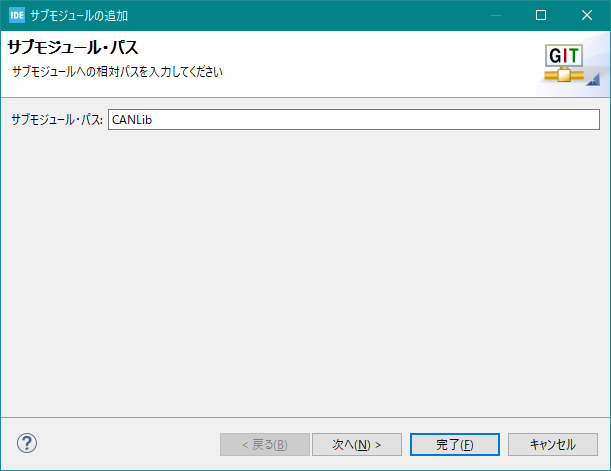 IDE サブモジュールの追加
サブモジュール・パス
サブモジュールへの相対パスを入力してください
GIT
サブモジュール・パス: CANLib
?
< 戻る(B) 次へ(N) > 完了(F) キャンセル